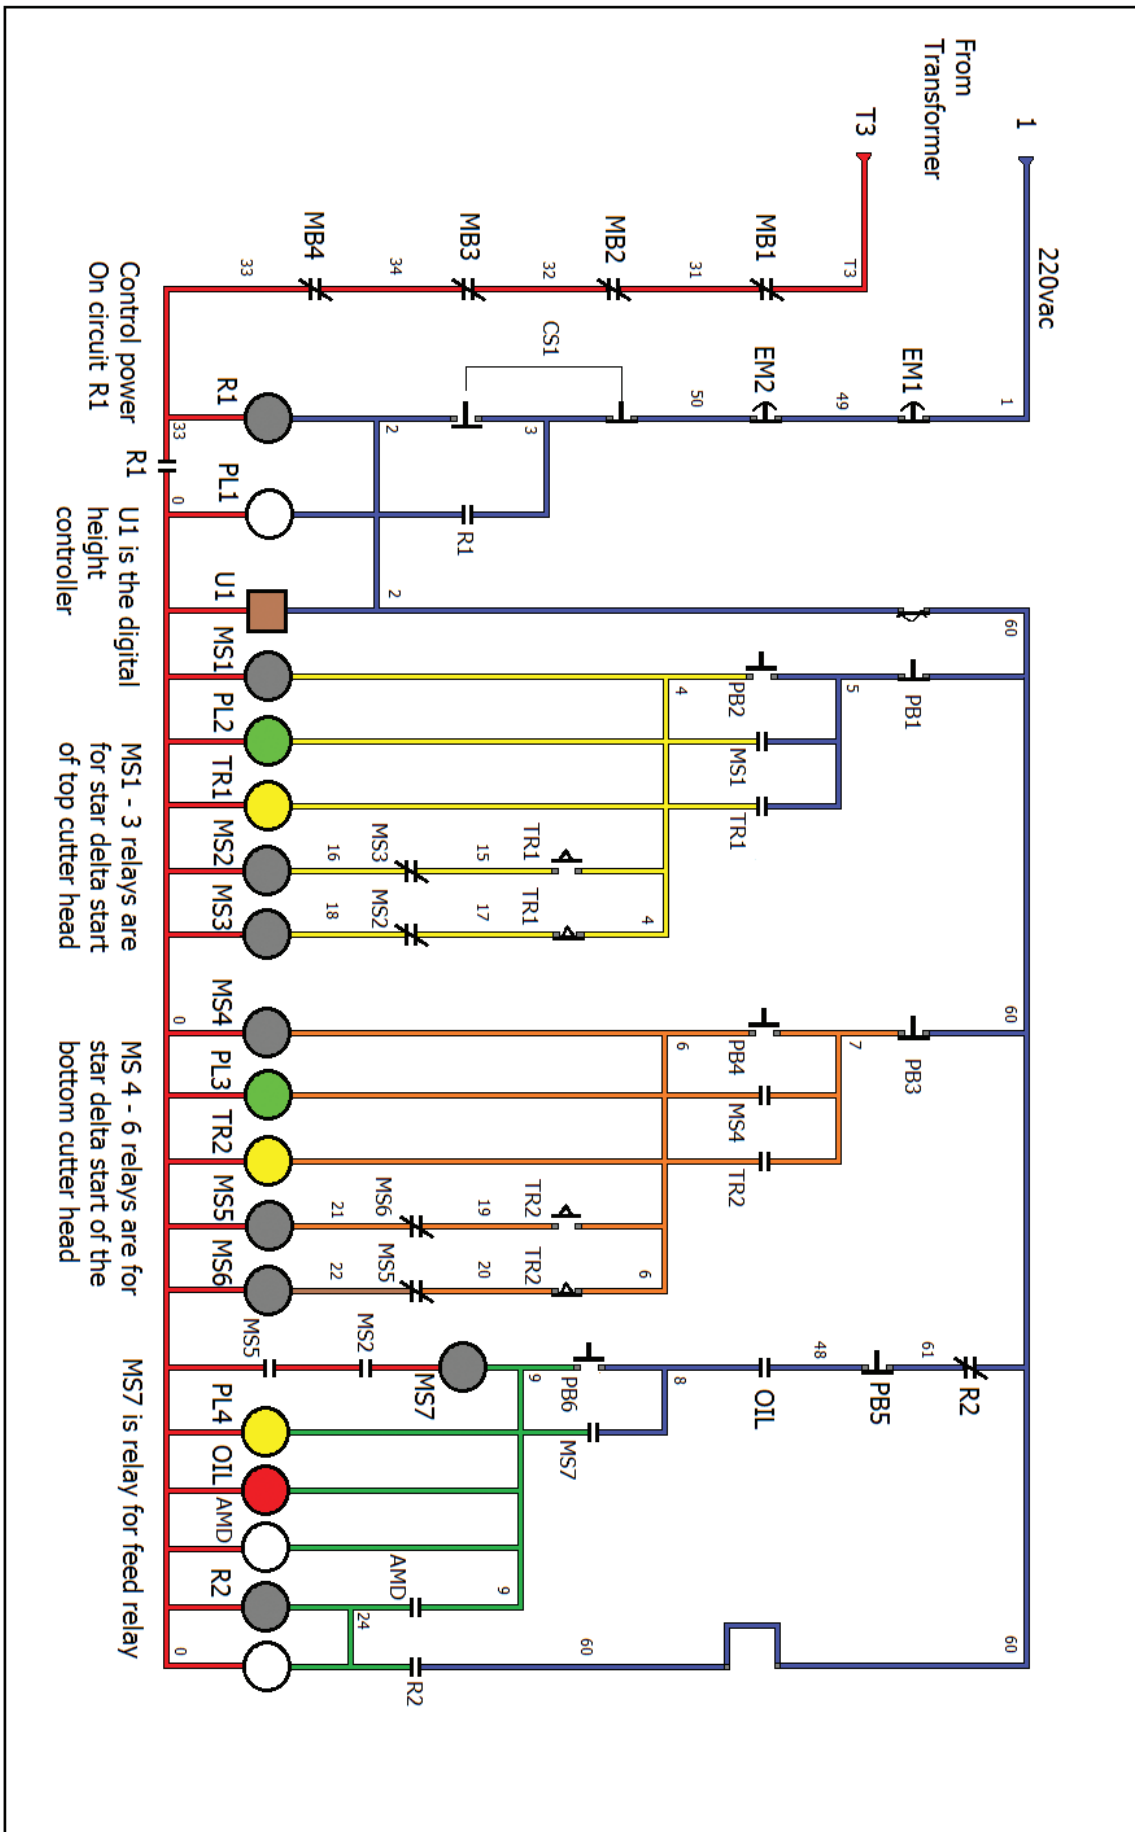 From
Transformer
1
T3
220vac
T3
MB1
31
MB2
32
MB3
34
MB4
33
1
EM1
49
EM2
50
CS1
3
2
R1
33
Control power
On circuit R1
R1
PL1
R1
0
2
U1
U1 is the digital
height
controller
60
PB1
5
PB2
4
MS1
MS1
PL2
TR1
TR1
TR1
15
MS3
16
MS2
4
TR1
17
MS2
18
MS3
MS1 - 3 relays are
for star delta start
of top cutter head
60
PB3
7
PB4
6
MS4
0
MS4
PL3
TR2
TR2
TR2
19
MS6
21
MS5
6
TR2
20
MS5
22
MS6
MS 4 - 6 relays are for
star delta start of the
bottom cutter head
R2
61
PB5
48
OIL
8
PB6
9
MS7
MS2
MS5
MS7
PL4
OIL
AMD
9
AMD
24
R2
60
60
R2
0
MS7 is relay for feed relay